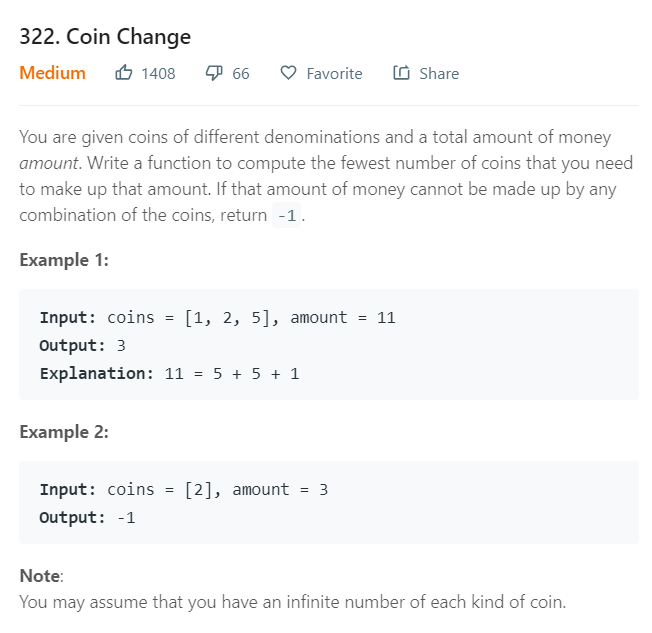 322. Coin Change
Medium 1408 66 Favorite Share
You are given coins of different denominations and a total amount of money
amount. Write a function to compute the fewest number of coins that you need
to make up that amount. If that amount of money cannot be made up by any
combination of the coins, return -1.
Example 1:
Input: coins = [1, 2, 5], amount = 11
Output: 3
Explanation: 11 = 5 + 5 + 1
Example 2:
Input: coins = [2], amount = 3
Output: -1
Note:
You may assume that you have an infinite number of each kind of coin.